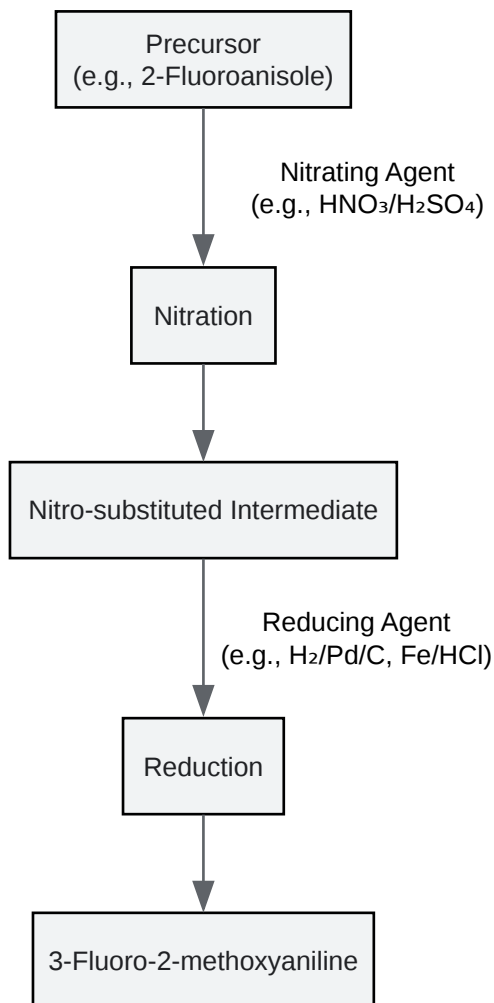 Precursor
(e.g., 2-Fluoroanisole)
Nitrating Agent
(e.g., HNO₃/H₂SO₄)
Nitration
Nitro-substituted Intermediate
Reducing Agent
(e.g., H₂/Pd/C, Fe/HCl)
Reduction
3-Fluoro-2-methoxyaniline